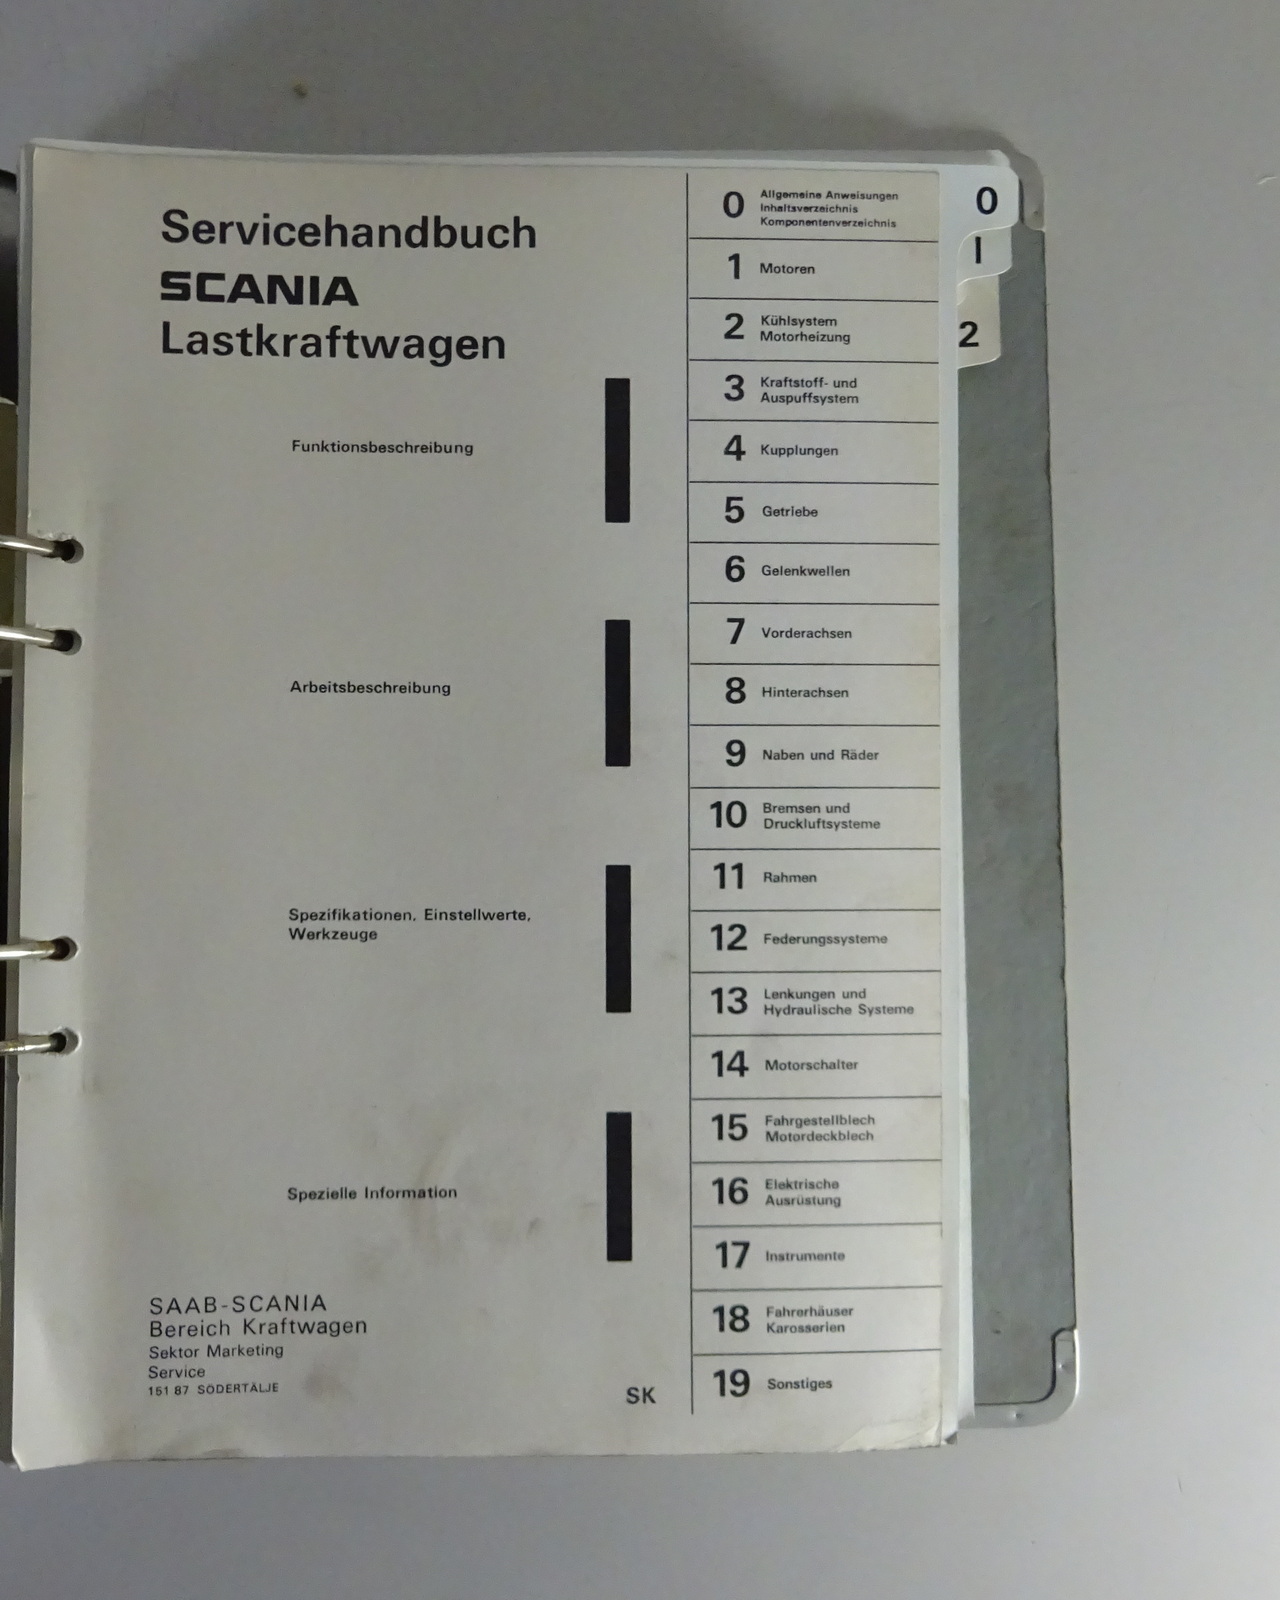 Servicehandbuch
SCANIA
Lastkraftwagen
Funktionsbeschreibung
Arbeitsbeschreibung
Spezifikationen, Einstellwerte,
Werkzeuge
Spezielle Information
SAAB-SCANIA
Bereich Kraftwagen
Sektor Marketing
Service
151 87 SÖDERTÄLJE
SK
0 Allgemeine Anweisungen
Inhaltsverzeichnis
Komponentenverzeichnis
1 Motoren
2 Kühlsystem
Motorheizung
3 Kraftstoff- und
Auspuffsystem
4 Kupplungen
5 Getriebe
6 Gelenkwellen
7 Vorderachsen
8 Hinterachsen
9 Naben und Räder
10 Bremsen und
Druckluftsysteme
11 Rahmen
12 Federungssysteme
13 Lenkungen und
Hydraulische Systeme
14 Motorschalter
15 Fahrgestellblech
Motordeckblech
16 Elektrische
Ausrüstung
17 Instrumente
18 Fahrerhäuser
Karosserien
19 Sonstiges
0
1
2